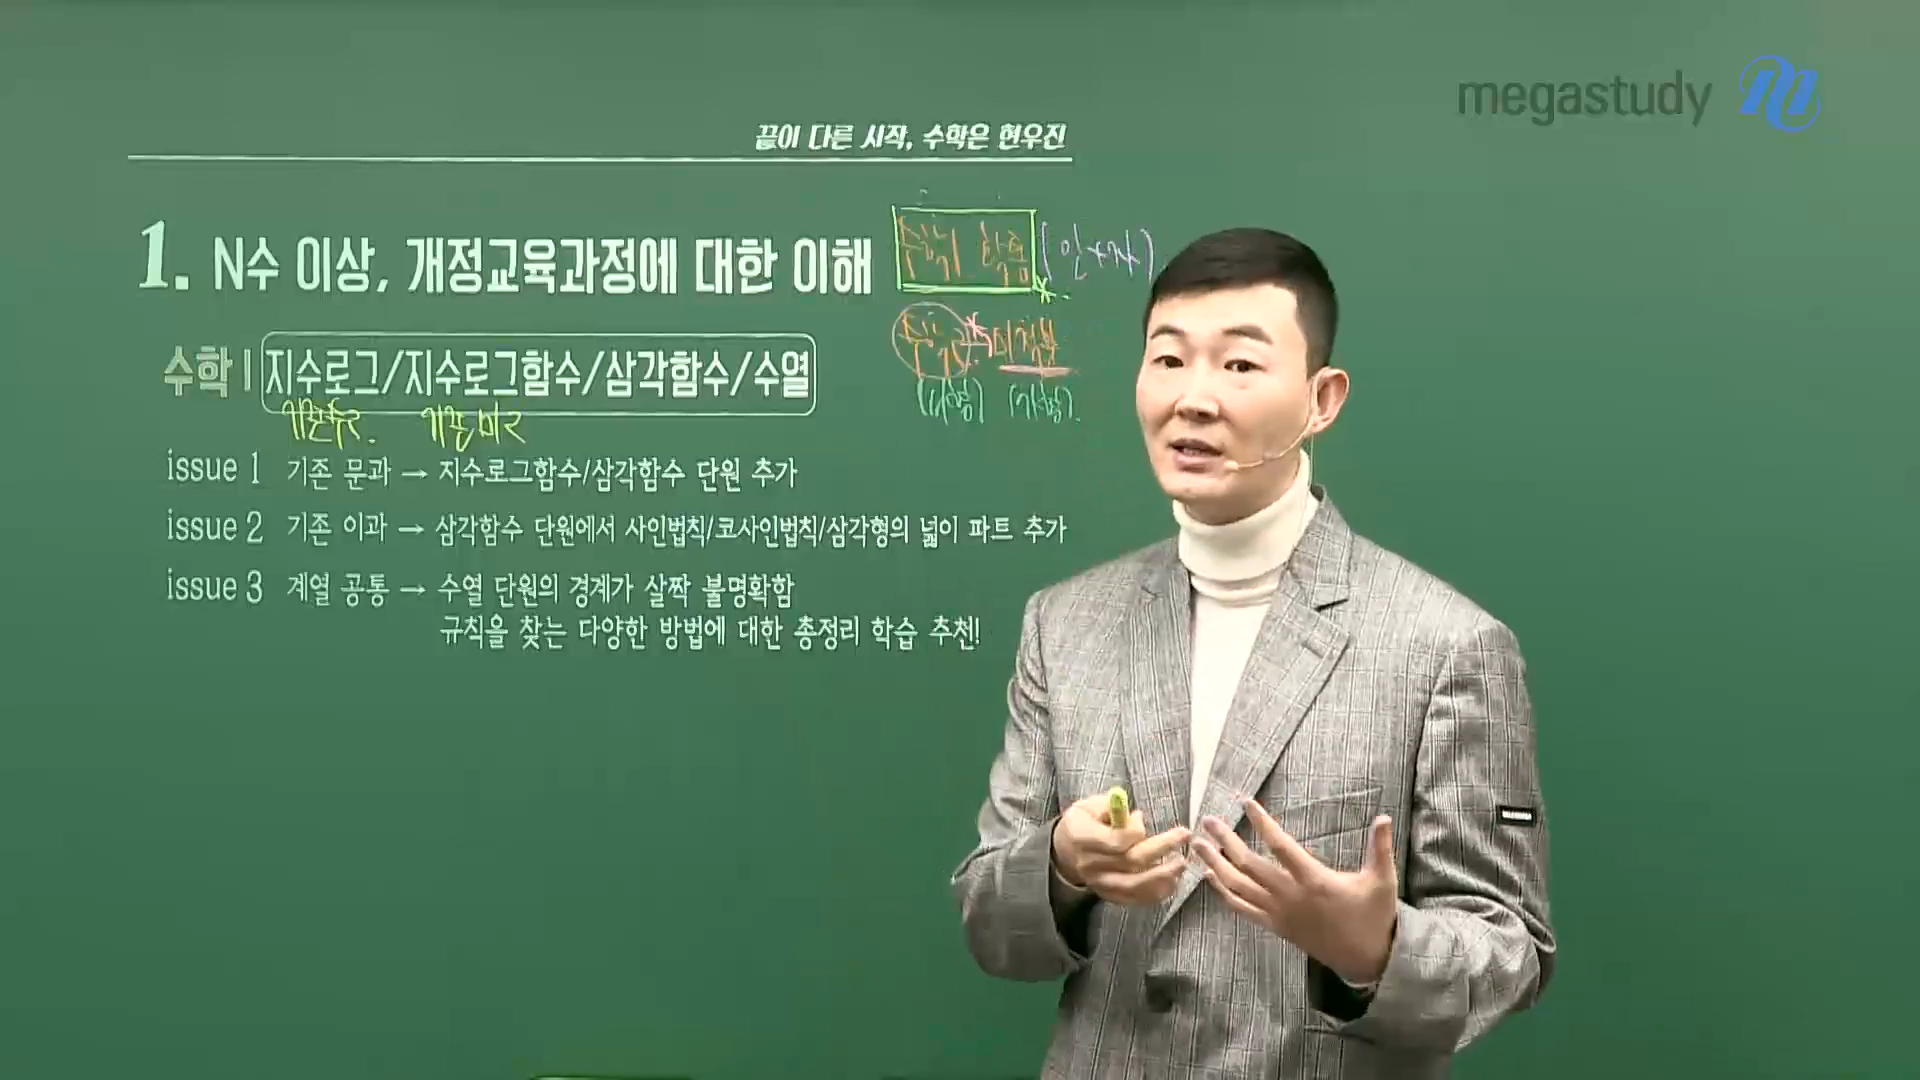 megastudy
끝이 다른 시작, 수학은 현우진
1. N수 이상, 개정교육과정에 대한 이해
수학 I 지수로그/지수로그함수/삼각함수/수열
issue 1 기존 문과 → 지수로그함수/삼각함수 단원 추가
issue 2 기존 이과 → 삼각함수 단원에서 사인법칙/코사인법칙/삼각형의 넓이 파트 추가
issue 3 계열 공통 → 수열 단원의 경계가 살짝 불명확함
규칙을 찾는 다양한 방법에 대한 총정리 학습 추천!
미적분